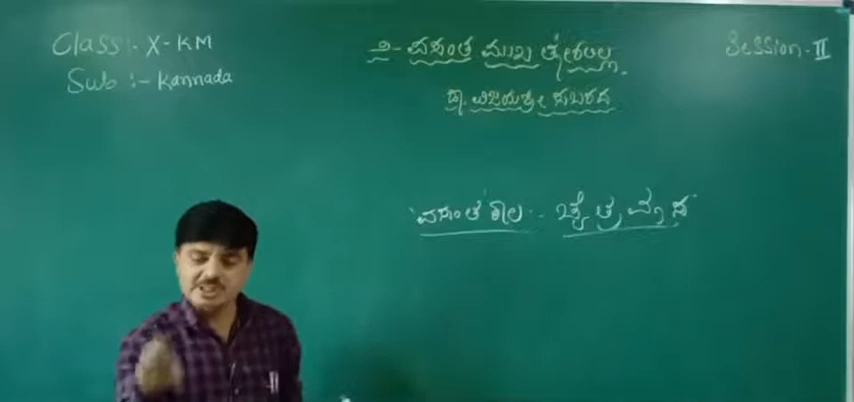 Class:- X-KM
Sub :- Kannada
೨- ವಸಂತ ಮುಖ ತೋರಲಿಲ್ಲ.
ಡಾ. ವಿಜಯಶ್ರೀ ಸಬರದ
Session-II
'ವಸಂತ ಕಾಲ - ಚೈತ್ರ ಮಾಸ